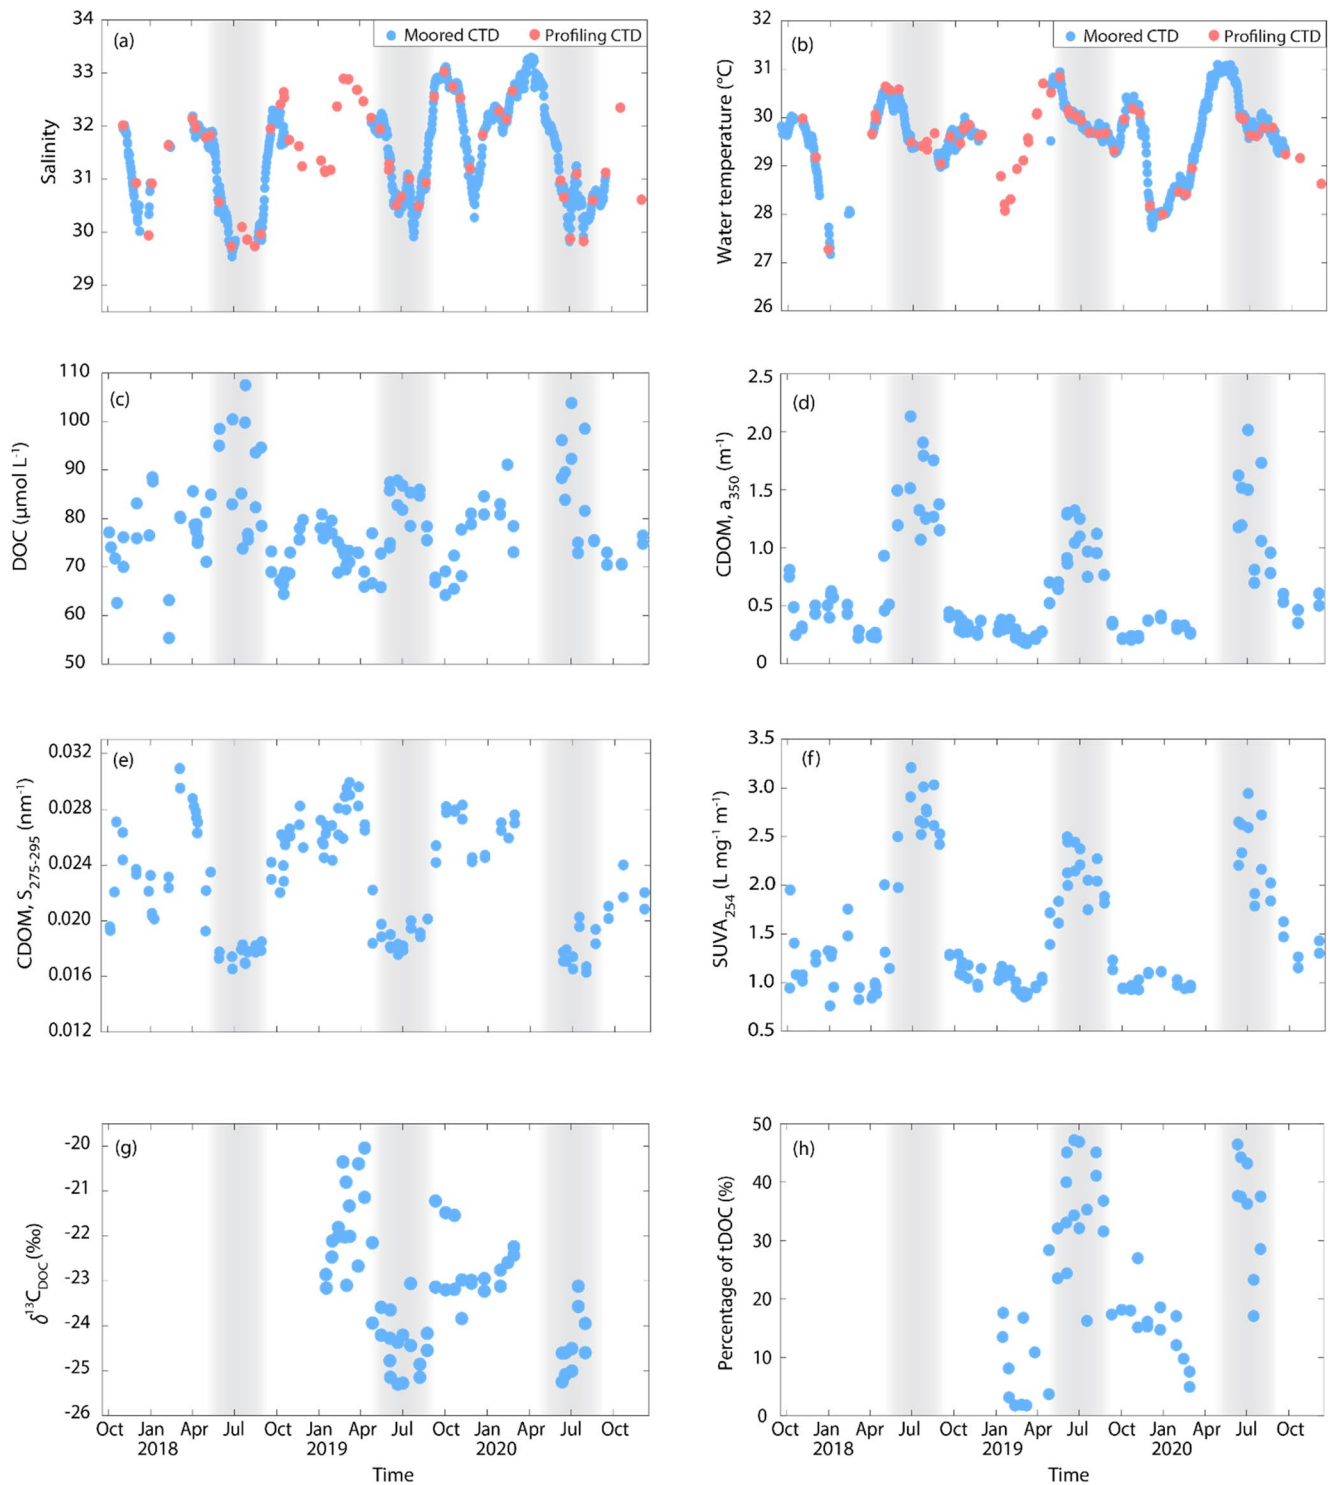 (a)
Moored CTD
Profiling CTD
34
33
32
31
30
29
Salinity
(b)
Moored CTD
Profiling CTD
32
31
30
29
28
27
26
Water temperature (°C)
(c)
110
100
90
80
70
60
50
DOC (μmol L⁻¹)
(d)
2.5
2.0
1.5
1.0
0.5
0
CDOM, a₃₅₀ (m⁻¹)
(e)
0.032
0.028
0.024
0.020
0.016
0.012
CDOM, S₂₇₅₋₂₉₅ (nm⁻¹)
(f)
3.5
3.0
2.5
2.0
1.5
1.0
0.5
SUVA₂₅₄ (L mg⁻¹ m⁻¹)
(g)
-20
-21
-22
-23
-24
-25
-26
δ¹³C_DOC (‰)
Oct Jan Apr Jul Oct Jan Apr Jul Oct Jan Apr Jul Oct
2018 2019 2020
Time
(h)
50
40
30
20
10
0
Percentage of tDOC (%)
Oct Jan Apr Jul Oct Jan Apr Jul Oct Jan Apr Jul Oct
2018 2019 2020
Time